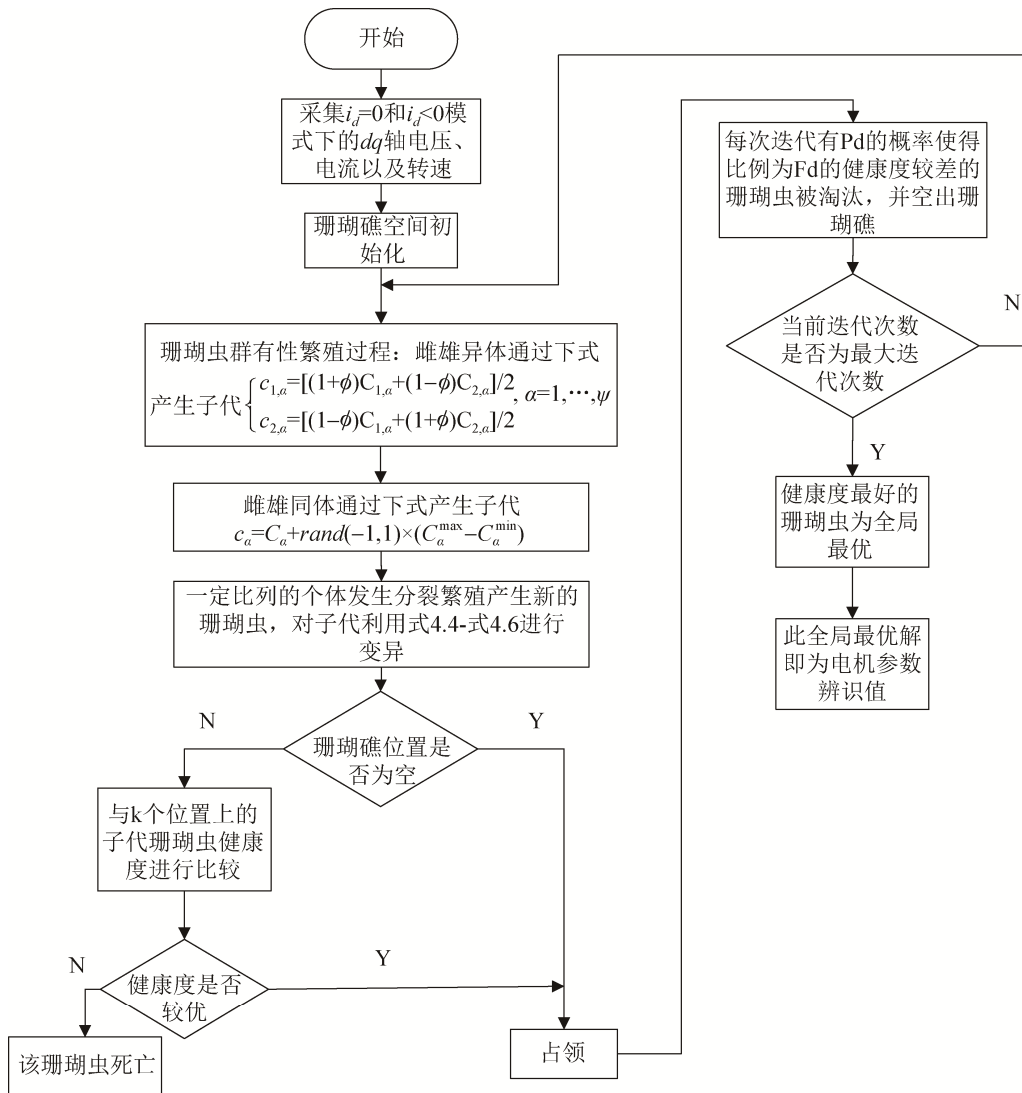 开始
采集i_d=0和i_d<0模
式下的dq轴电压、
电流以及转速
珊瑚礁空间初
始化
珊瑚虫群有性繁殖过程：雌雄异体通过下式
产生子代{c_{1,α}=[(1+ϕ)C_{1,α}+(1-ϕ)C_{2,α}]/2
c_{2,α}=[(1-ϕ)C_{1,α}+(1+ϕ)C_{2,α}]/2, α=1,…,ψ
雌雄同体通过下式产生子代
c_α=C_α+rand(-1,1)×(C_α^max-C_α^min)
一定比列的个体发生分裂繁殖产生新的
珊瑚虫，对子代利用式4.4-式4.6进行
变异
珊瑚礁位置是
否为空
N
Y
与k个位置上的
子代珊瑚虫健康
度进行比较
健康度是否
较优
N
Y
该珊瑚虫死亡
占领
每次迭代有Pd的概率使得
比例为Fd的健康度较差的
珊瑚虫被淘汰，并空出珊
瑚礁
当前迭代次数
是否为最大迭
代次数
N
Y
健康度最好的
珊瑚虫为全局
最优
此全局最优解
即为电机参数
辨识值